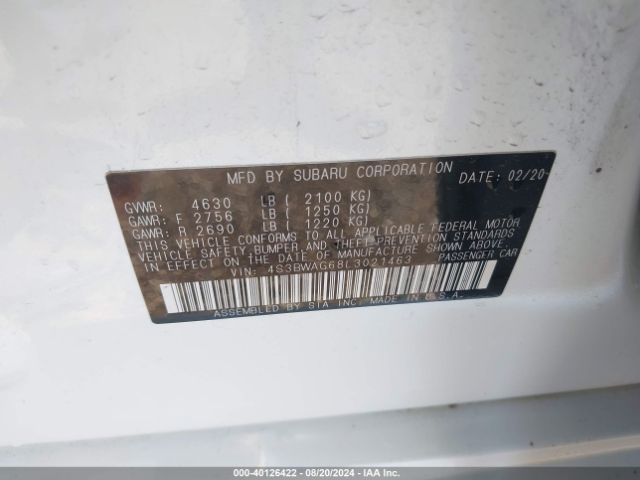 MFD BY SUBARU CORPORATION DATE: 02/20
GVWR: 4630 LB ( 2100 KG)
GAWR: F 2756 LB ( 1250 KG)
GAWR: R 2690 LB ( 1220 KG)
THIS VEHICLE CONFORMS TO ALL APPLICABLE FEDERAL MOTOR
VEHICLE SAFETY, BUMPER AND THEFT PREVENTION STANDARDS
IN EFFECT ON THE DATE OF MANUFACTURE SHOWN ABOVE.
VIN: 4S3BWAG68L3021463 PASSENGER CAR
ASSEMBLED BY SIA INC. MADE IN U.S.A.
000-40126422 - 08/20/2024 - IAA Inc.